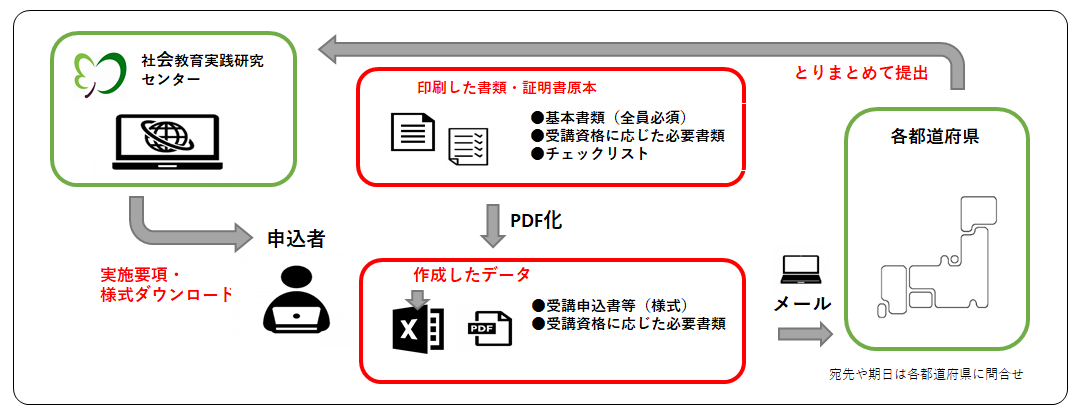 社会教育実践研究
センター
とりまとめて提出
印刷した書類・証明書原本
●基本書類（全員必須）
●受講資格に応じた必要書類
●チェックリスト
各都道府県
PDF化
申込者
実施要項・
様式ダウンロード
作成したデータ
●受講申込書等（様式）
●受講資格に応じた必要書類
X
PDF
メール
宛先や期日は各都道府県に問合せ